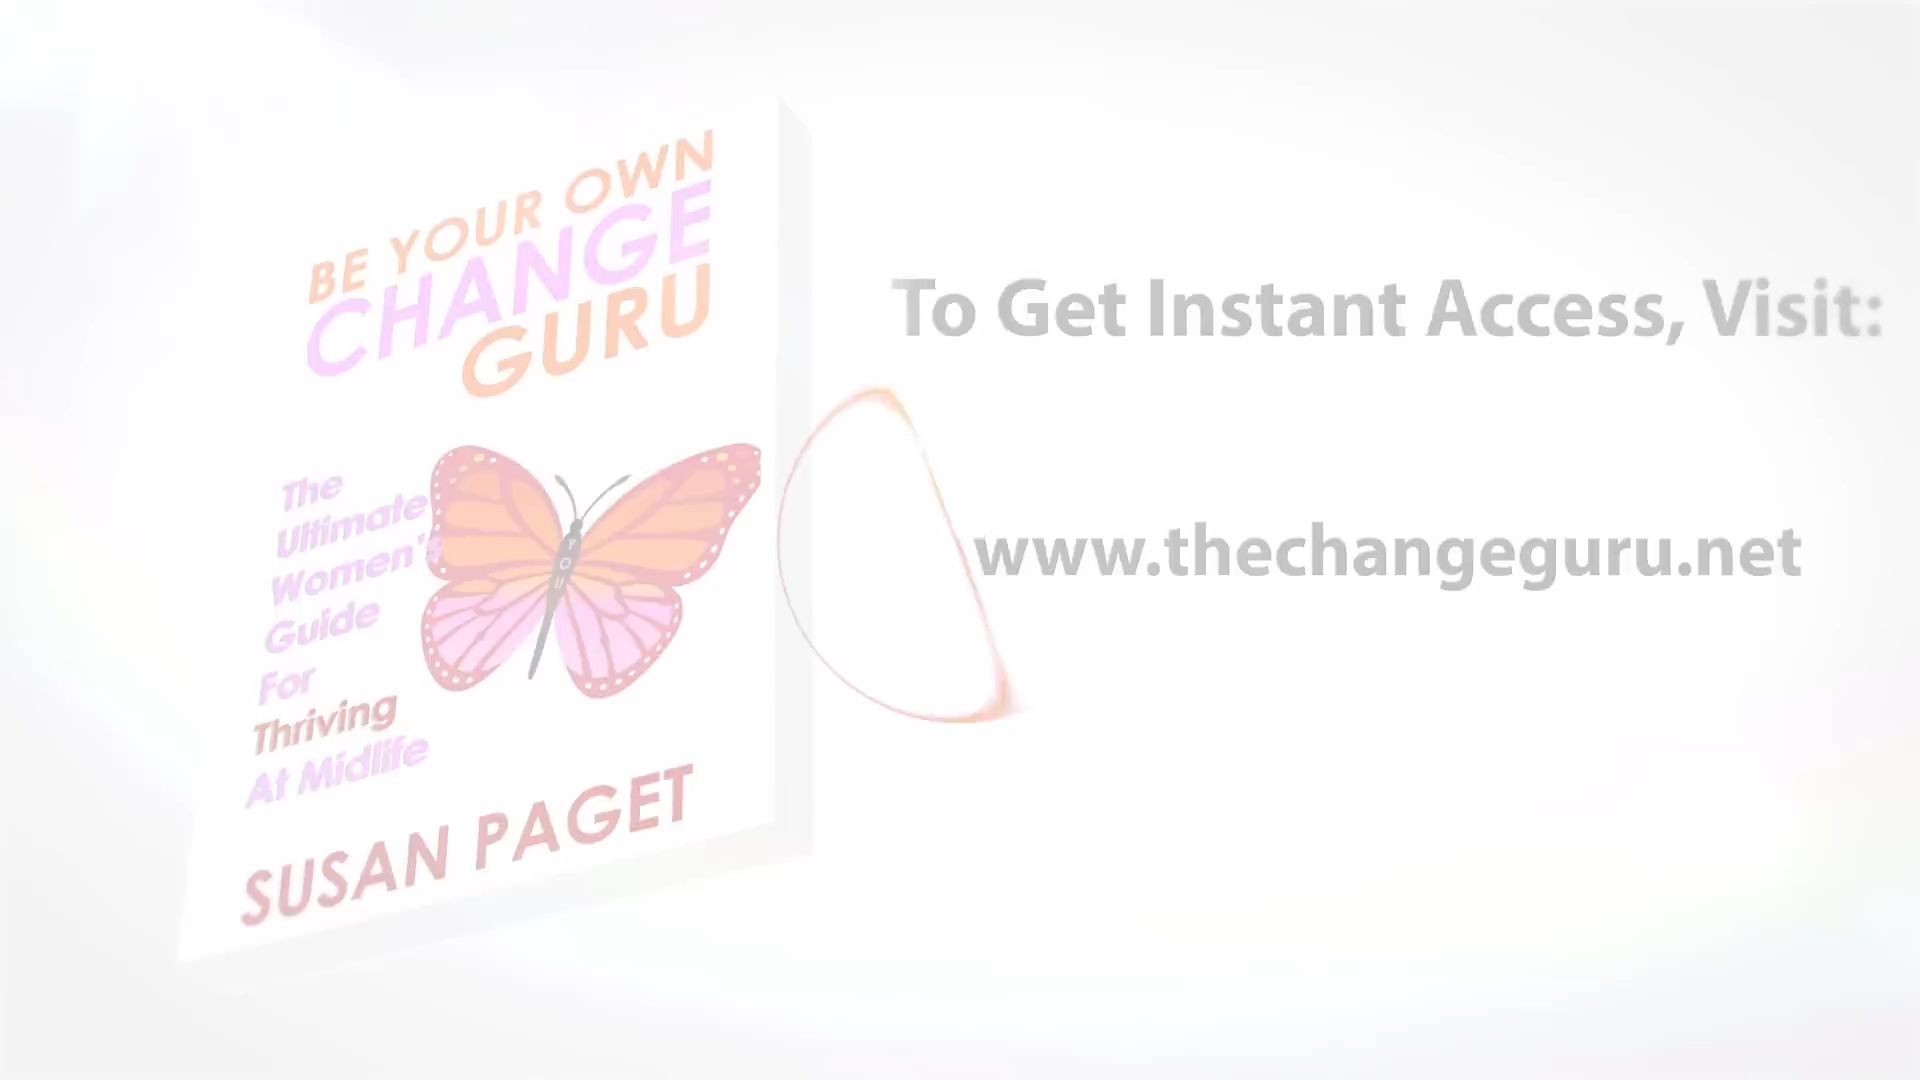 BE YOUR OWN
CHANGE
GURU
The
Ultimate
Women's
Guide
For
Thriving
At Midlife
YOU
SUSAN PAGET
To Get Instant Access, Visit:
www.thechangeguru.net